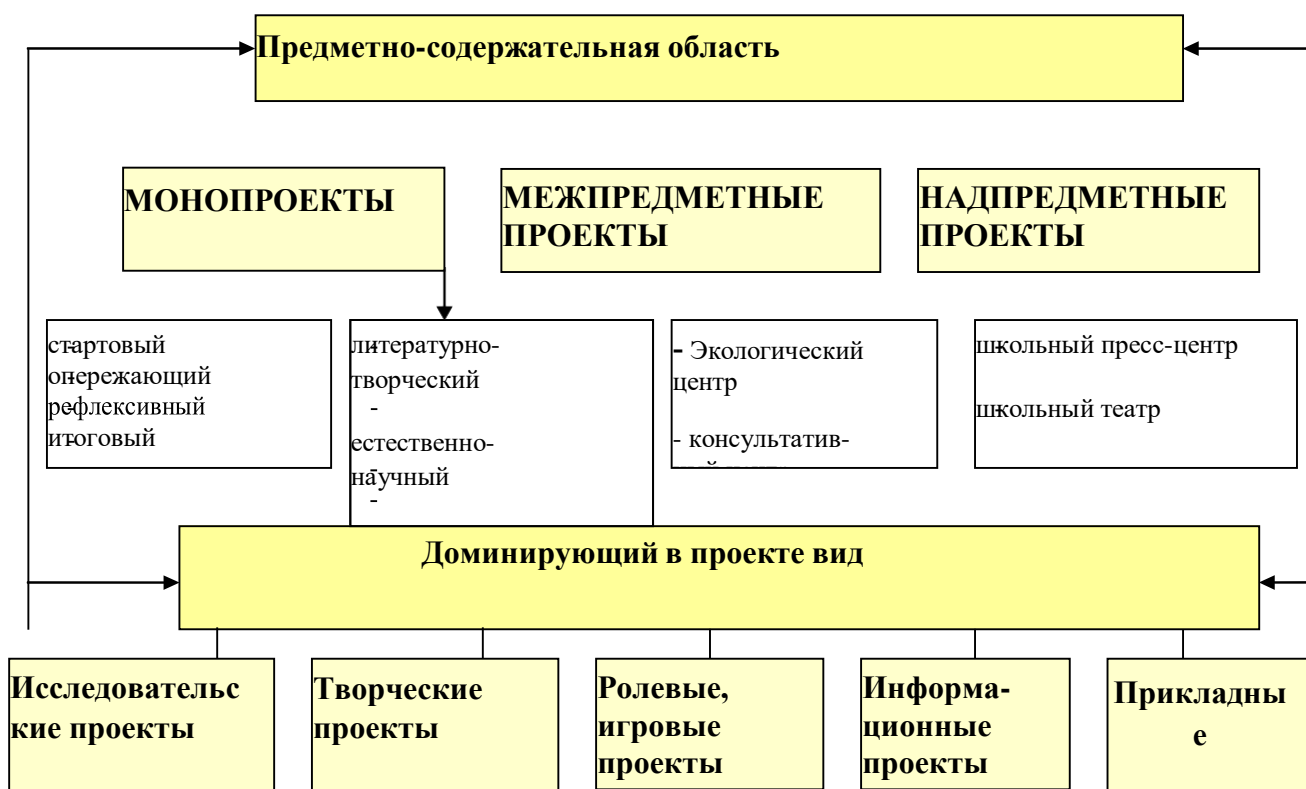 Предметно-содержательная область
МОНОПРОЕКТЫ
МЕЖПРЕДМЕТНЫЕ
ПРОЕКТЫ
НАДПРЕДМЕТНЫЕ
ПРОЕКТЫ
стартовый
опережающий
рефлексивный
итоговый
литературно-
творческий
-
естественно-
научный
-
- Экологический
центр
- консультатив-
школьный пресс-центр
школьный театр
Доминирующий в проекте вид
Исследовательс
кие проекты
Творческие
проекты
Ролевые,
игровые
проекты
Информа-
ционные
проекты
Прикладны
е